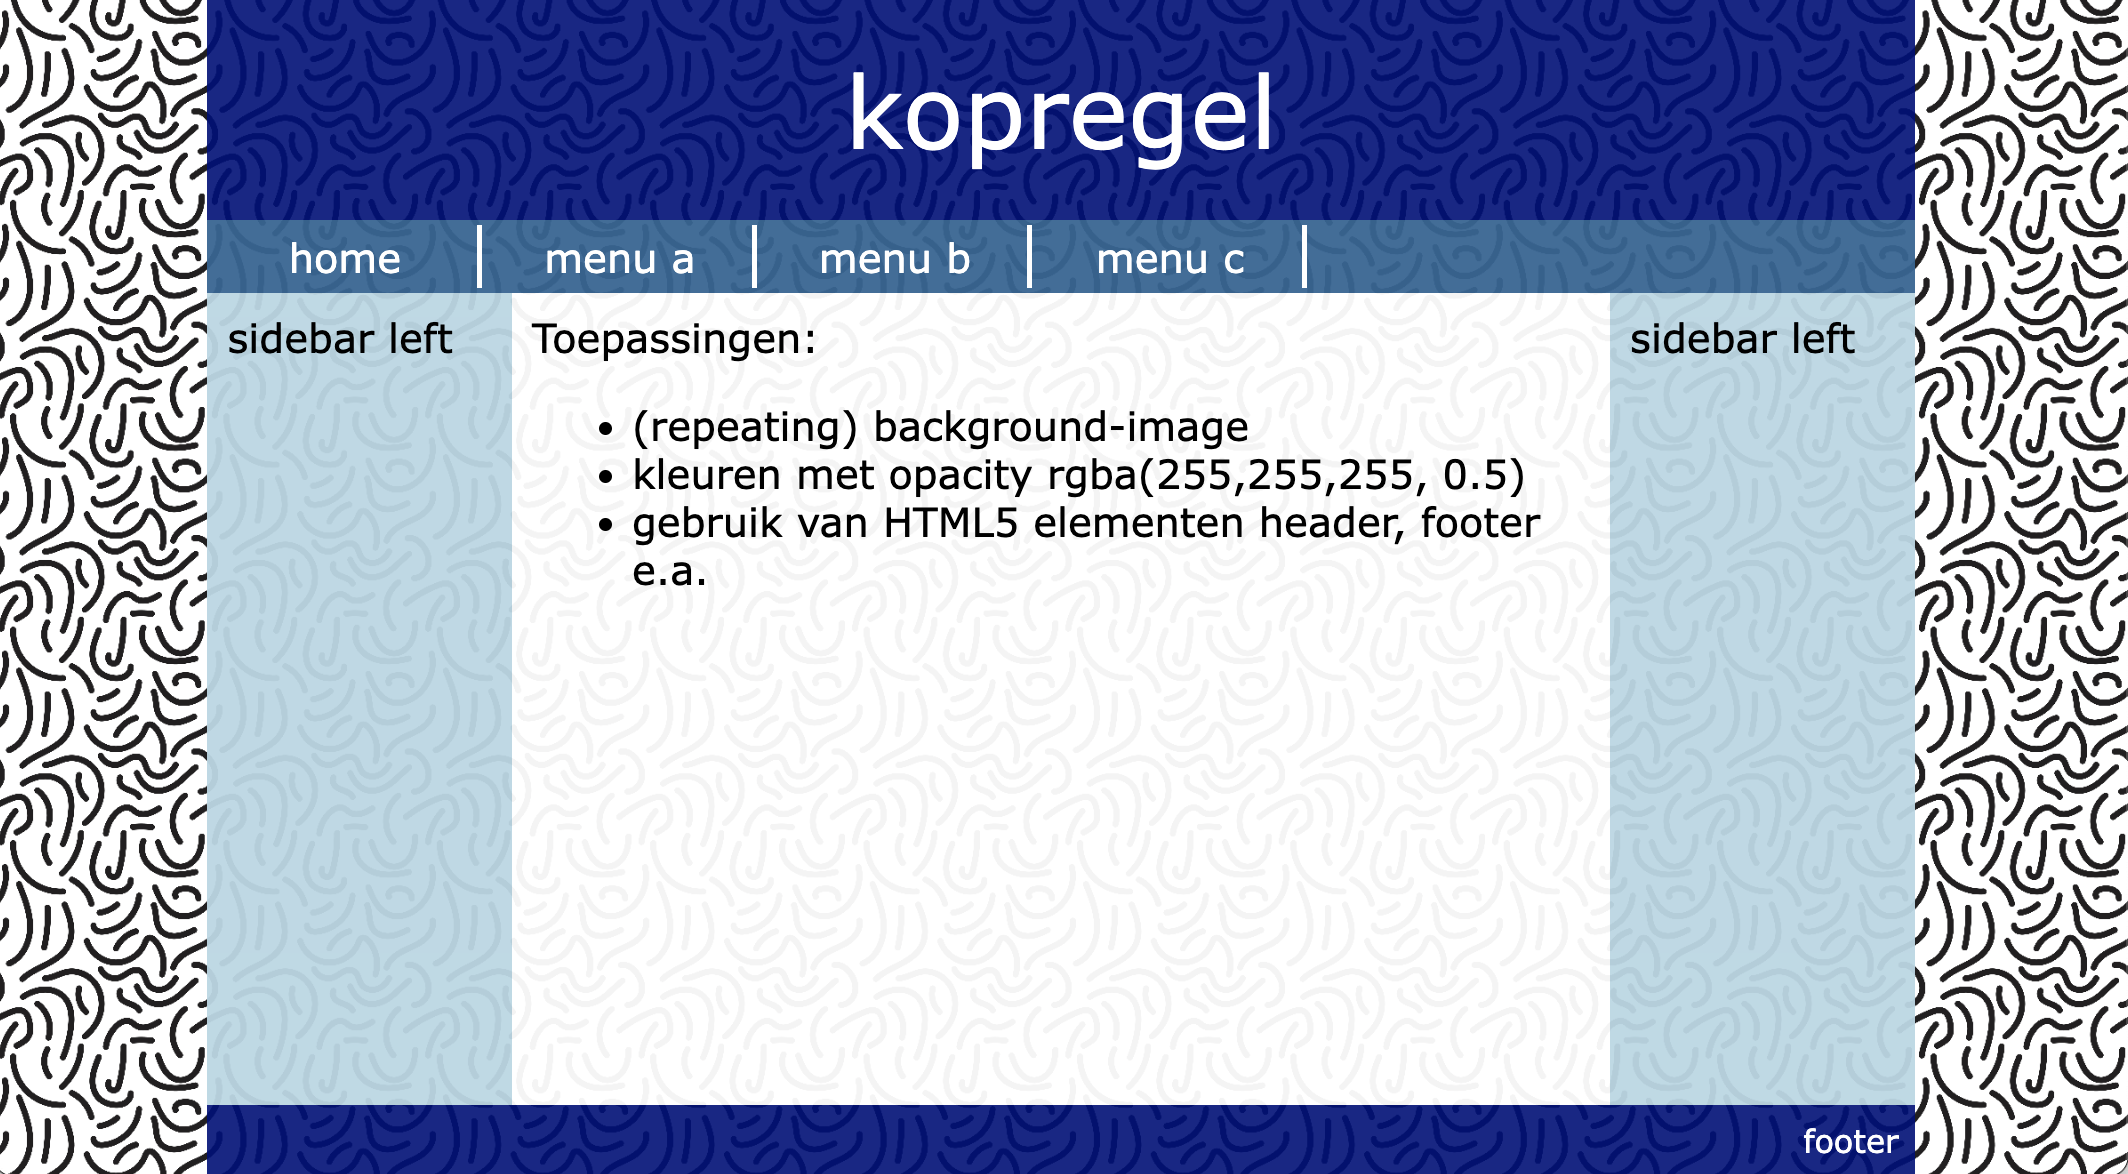 kopregel
home
menu a
menu b
menu c
sidebar left
Toepassingen:
• (repeating) background-image
• kleuren met opacity rgba(255,255,255, 0.5)
• gebruik van HTML5 elementen header, footer
e.a.
sidebar left
footer